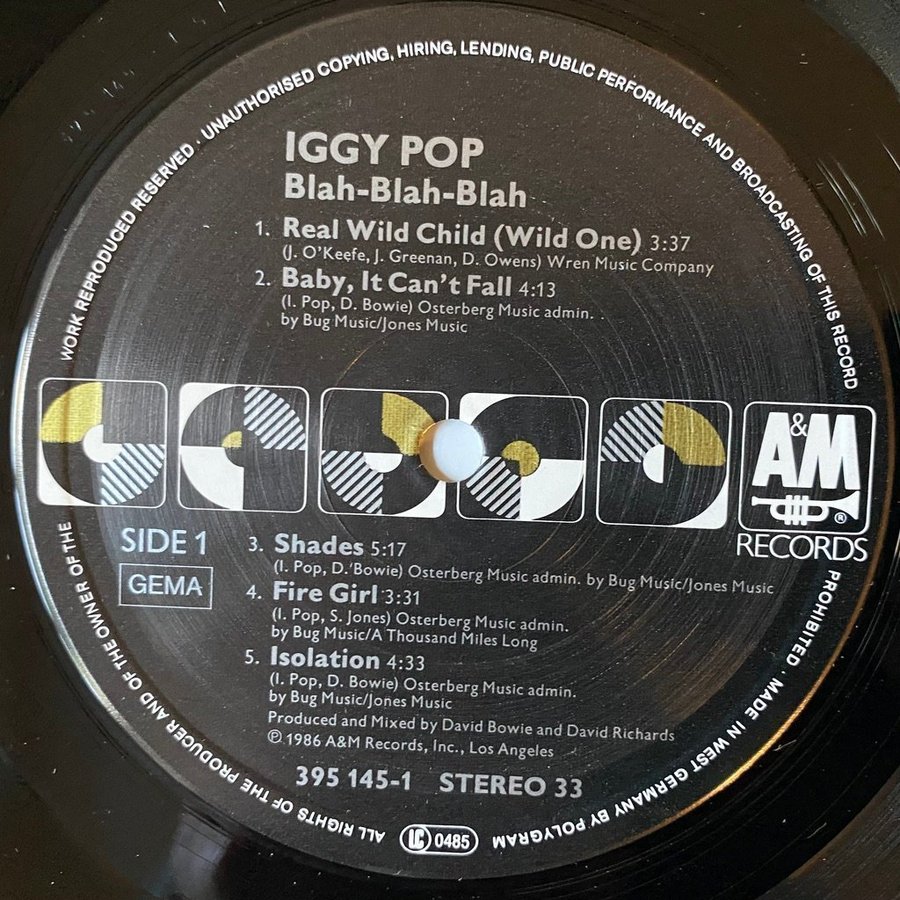 IGGY POP
Blah-Blah-Blah
1. Real Wild Child (Wild One) 3:37
(J. O'Keefe, J. Greenan, D. Owens) Wren Music Company
2. Baby, It Can't Fall 4:13
(I. Pop, D. Bowie) Osterberg Music admin.
by Bug Music/Jones Music
A&M
®
RECORDS
SIDE 1
GEMA
3. Shades 5:17
(I. Pop, D. Bowie) Osterberg Music admin. by Bug Music/Jones Music
4. Fire Girl 3:31
(I. Pop, S. Jones) Osterberg Music admin.
by Bug Music/A Thousand Miles Long
5. Isolation 4:33
(I. Pop, D. Bowie) Osterberg Music admin.
by Bug Music/Jones Music
Produced and Mixed by David Bowie and David Richards
℗ 1986 A&M Records, Inc., Los Angeles
395 145-1 STEREO 33
ALL RIGHTS OF THE PRODUCER AND OF THE OWNER OF THE WORK REPRODUCED RESERVED . UNAUTHORISED COPYING, HIRING, LENDING, PUBLIC PERFORMANCE AND BROADCASTING OF THIS RECORD PROHIBITED . MADE IN WEST GERMANY BY POLYGRAM
LC 0485